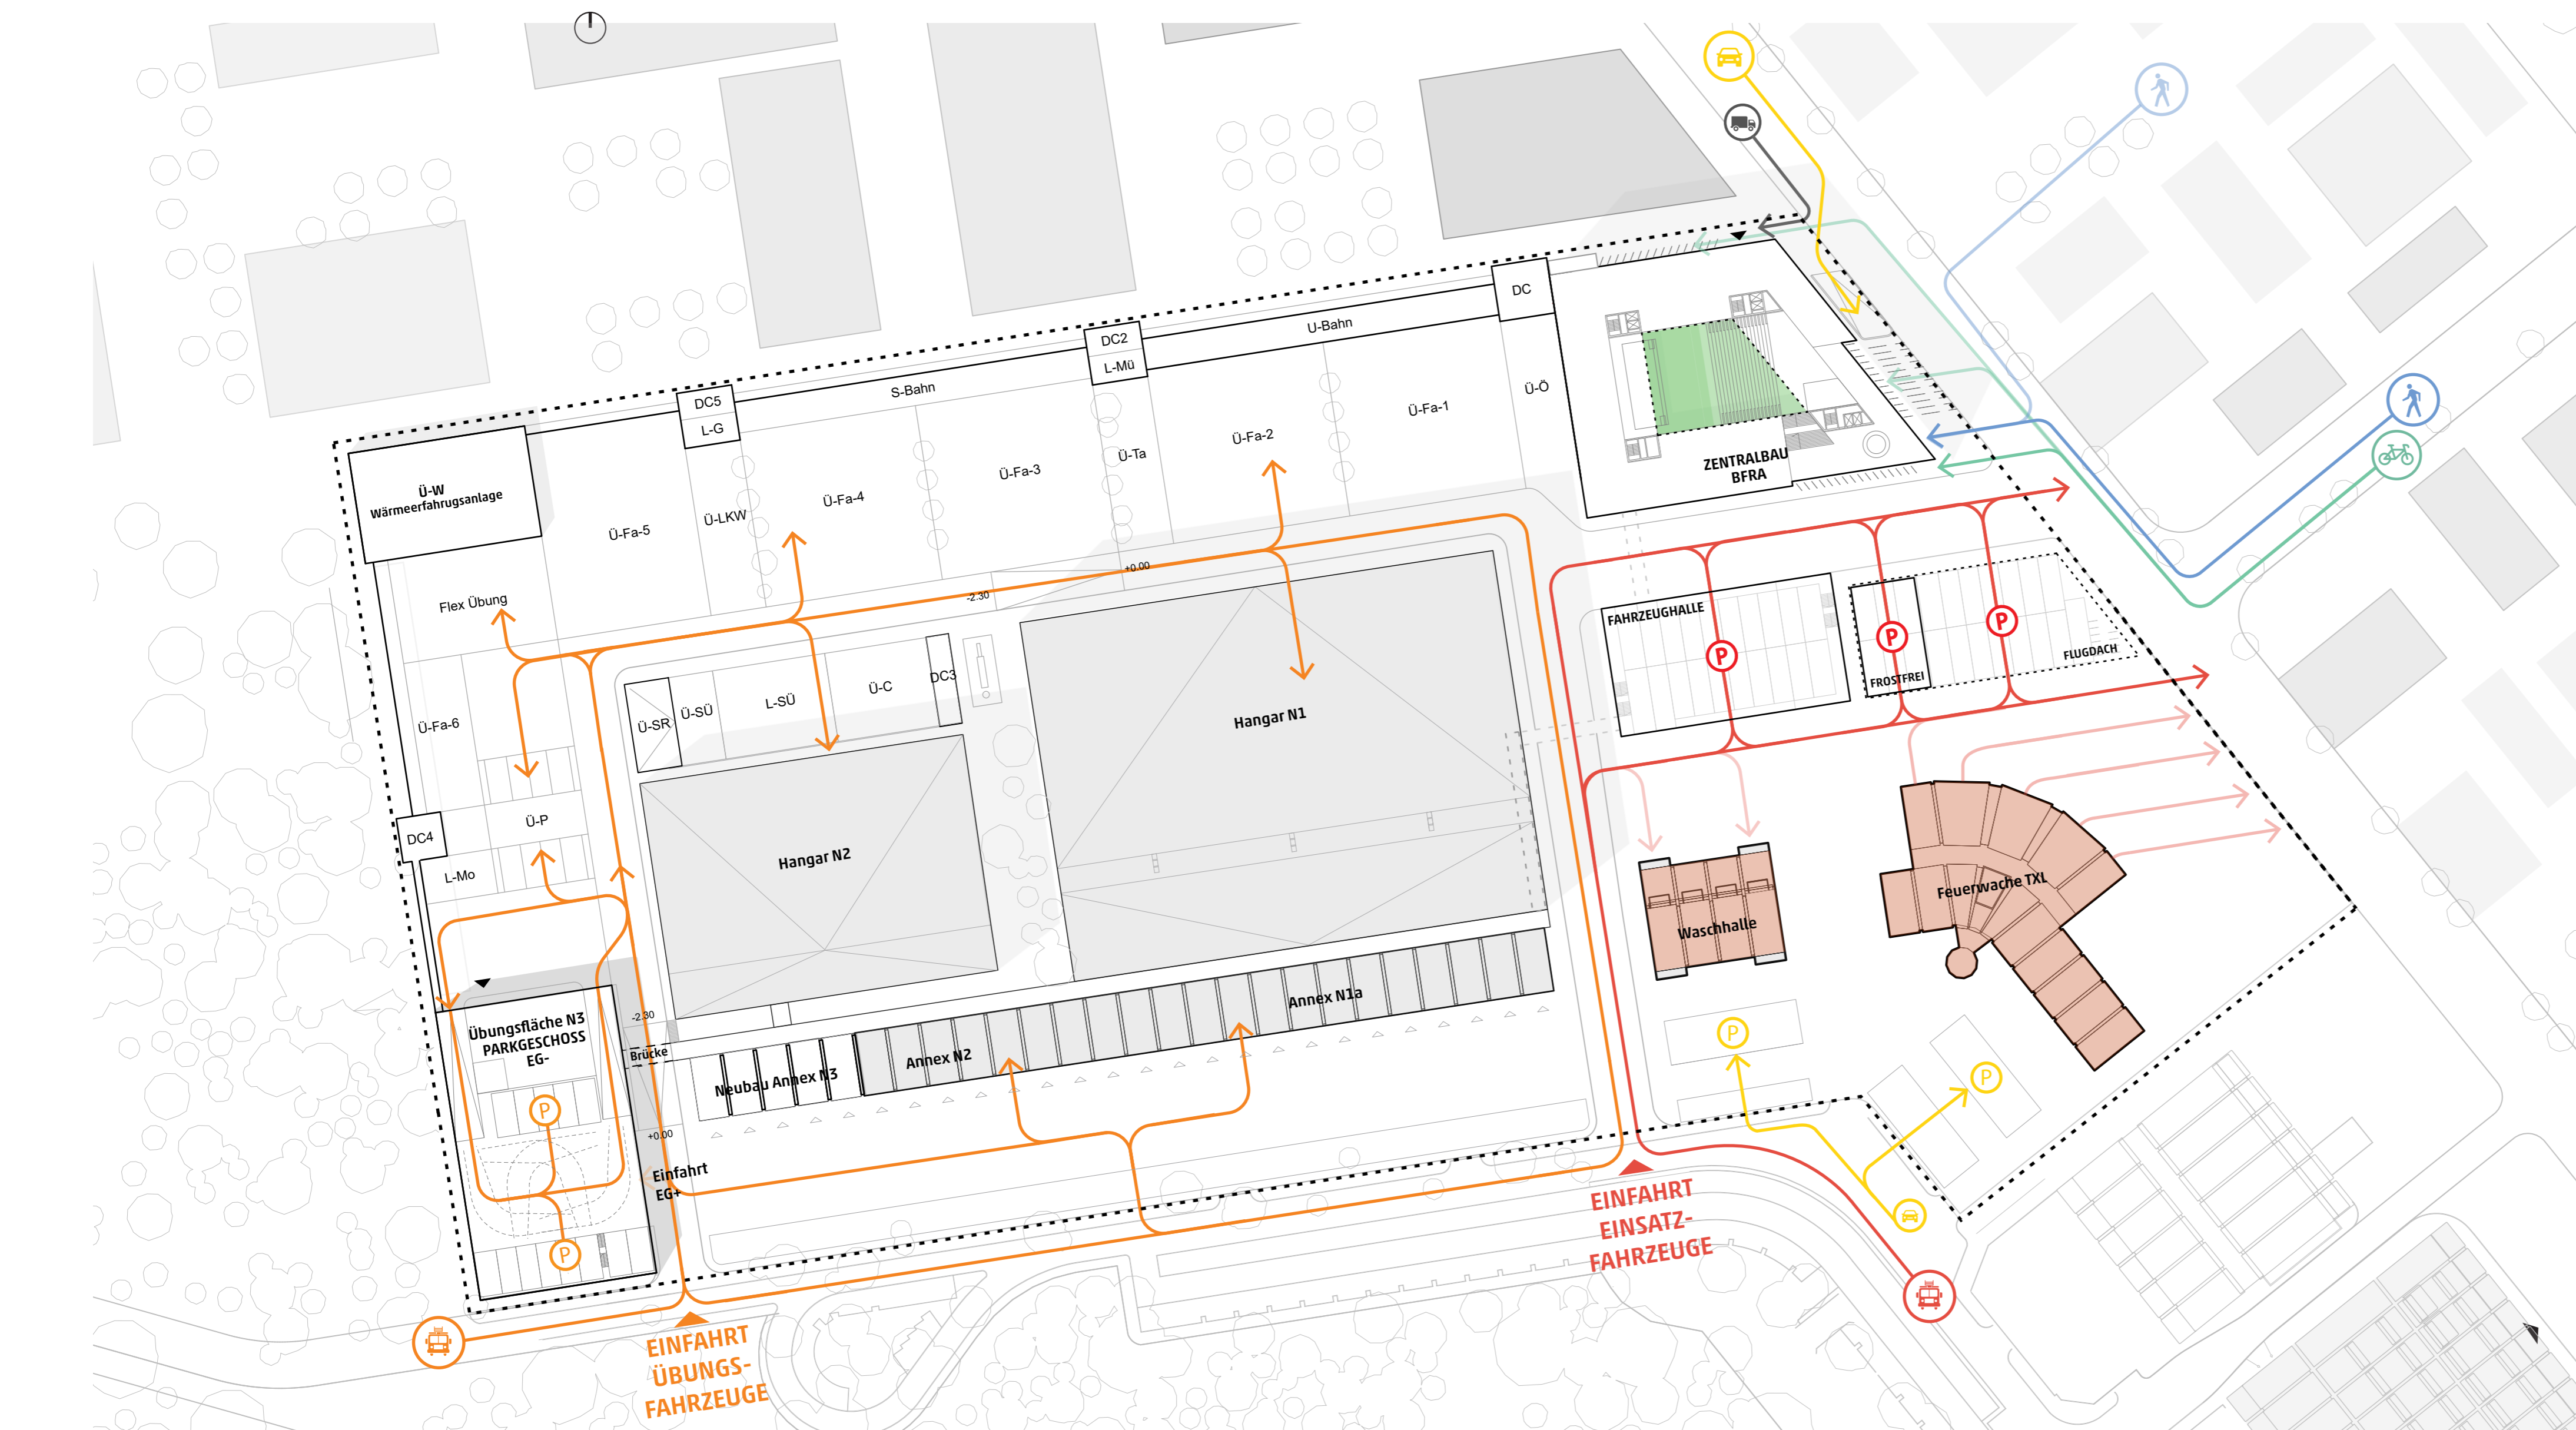 DC
U-Bahn
DC2
L-Mü
S-Bahn
DC5
L-G
Ü-Ö
Ü-Fa-1
Ü-Fa-2
Ü-Ta
Ü-Fa-3
Ü-Fa-4
Ü-LKW
Ü-Fa-5
ZENTRALBAU
BFRA
Ü-W
Wärmeerfahrugsanlage
+0.00
-2.30
Flex Übung
FAHRZEUGHALLE
P
P
P
FLUGDACH
FROSTFREI
Ü-SR
Ü-SÜ
L-SÜ
Ü-C
DC3
Hangar N1
Ü-Fa-6
Ü-P
DC4
L-Mo
Hangar N2
Feuerwache TXL
Waschhalle
Annex N1a
Übungsfläche N3
PARKGESCHOSS
EG-
-2.30
Brücke
Neubau Annex N3
Annex N2
P
P
P
+0.00
Einfahrt
EG+
P
EINFAHRT
EINSATZ-
FAHRZEUGE
EINFAHRT
ÜBUNGS-
FAHRZEUGE